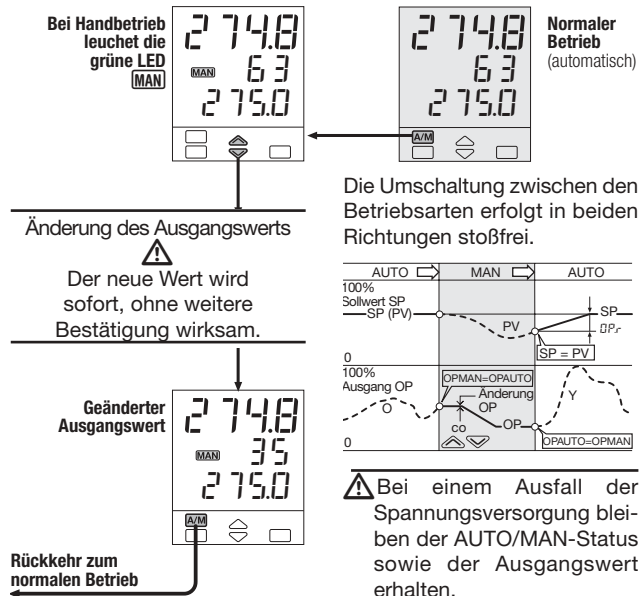 Bei Handbetrieb
leuchet die
grüne LED
MAN
274.8
MAN 63
275.0
274.8
63
275.0
A/M
Normaler
Betrieb
(automatisch)
Die Umschaltung zwischen den
Betriebsarten erfolgt in beiden
Richtungen stoßfrei.
Änderung des Ausgangswerts
Der neue Wert wird
sofort, ohne weitere
Bestätigung wirksam.
AUTO MAN AUTO
100%
Sollwert SP
SP (PV)
PV
SP
OP.r
SP = PV
0
100%
Ausgang OP
OPMAN=OPAUTO
Änderung
OP
O
Y
co
OP
0
OPAUTO=OPMAN
Geänderter
Ausgangswert
274.8
MAN 35
275.0
A/M
Rückkehr zum
normalen Betrieb
Bei einem Ausfall der
Spannungsversorgung blei-
ben der AUTO/MAN-Status
sowie der Ausgangswert
erhalten.